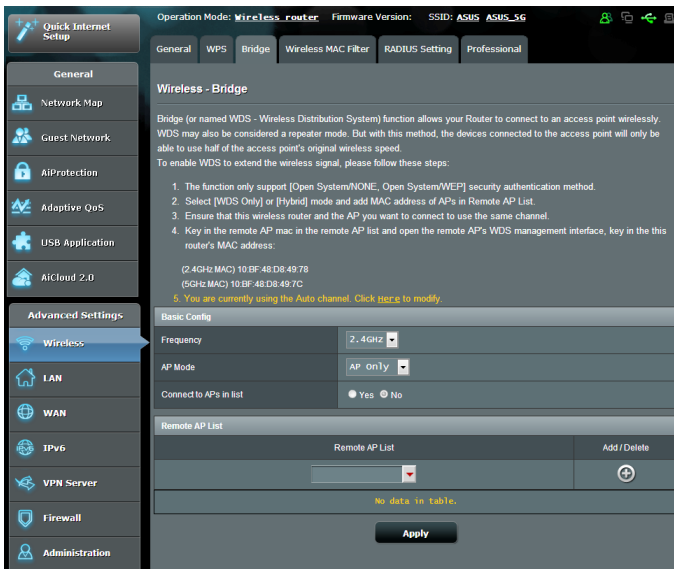 Quick Internet
Setup
Operation Mode: Wireless router Firmware Version: SSID: ASUS ASUS_5G
General WPS Bridge Wireless MAC Filter RADIUS Setting Professional
General
Network Map
Guest Network
AiProtection
Adaptive QoS
USB Application
AiCloud 2.0
Advanced Settings
Wireless
LAN
WAN
IPv6
VPN Server
Firewall
Administration
Wireless - Bridge
Bridge (or named WDS - Wireless Distribution System) function allows your Router to connect to an access point wirelessly.
WDS may also be considered a repeater mode. But with this method, the devices connected to the access point will only be
able to use half of the access point's original wireless speed.
To enable WDS to extend the wireless signal, please follow these steps:
1. The function only support [Open System/NONE, Open System/WEP] security authentication method.
2. Select [WDS Only] or [Hybrid] mode and add MAC address of APs in Remote AP List.
3. Ensure that this wireless router and the AP you want to connect to use the same channel.
4. Key in the remote AP mac in the remote AP list and open the remote AP's WDS management interface, key in the this
router's MAC address:
(2.4GHz MAC) 10:BF:48:D8:49:78
(5GHz MAC) 10:BF:48:D8:49:7C
5. You are currently using the Auto channel. Click Here to modify.
Basic Config
Frequency 2.4GHz
AP Mode AP Only
Connect to APs in list Yes No
Remote AP List
Remote AP List Add / Delete
No data in table.
Apply